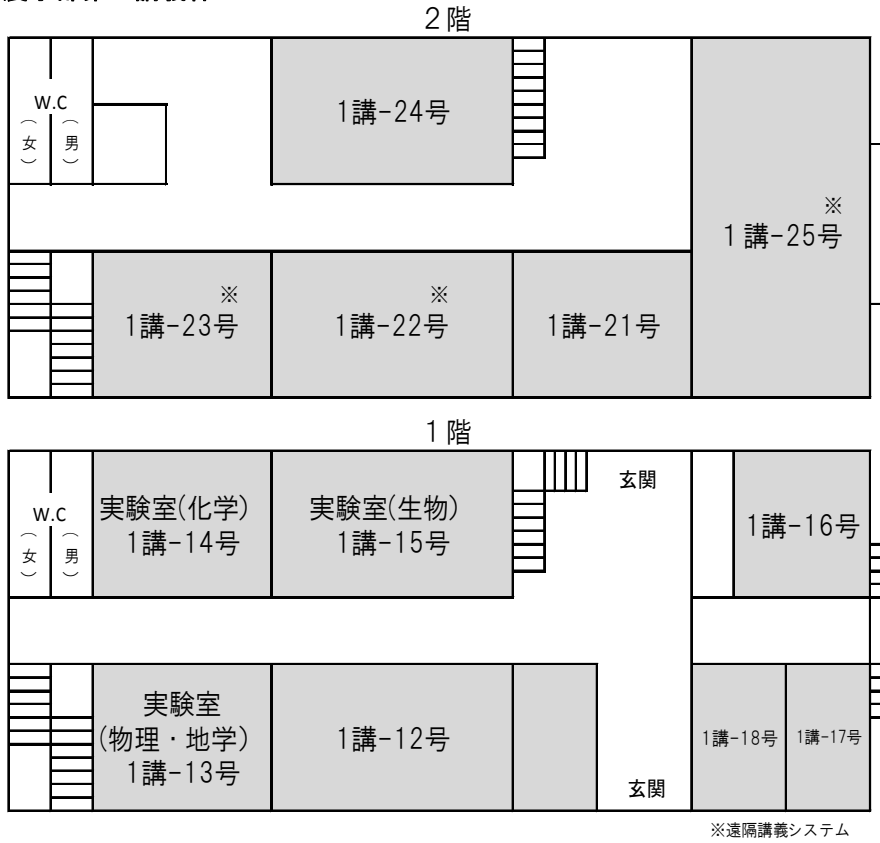 2階
W.C
(女)
(男)
1講-24号
※
1講-25号
※
1講-23号
※
1講-22号
1講-21号
1階
W.C
(女)
(男)
実験室(化学)
1講-14号
実験室(生物)
1講-15号
玄関
1講-16号
実験室
(物理・地学)
1講-13号
1講-12号
玄関
1講-18号
1講-17号
※遠隔講義システム